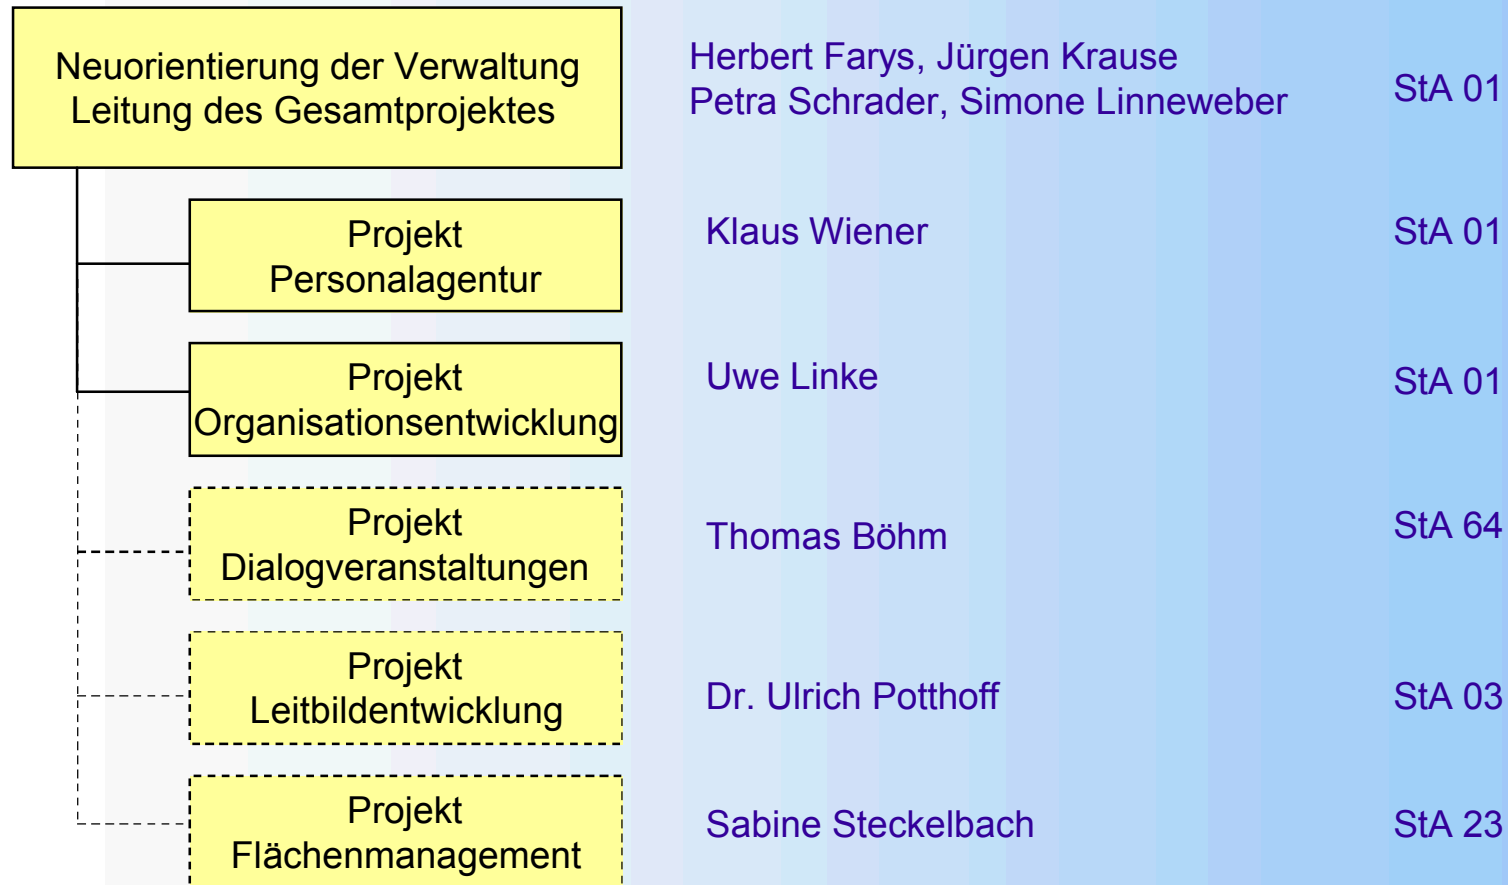 Neuorientierung der Verwaltung
Leitung des Gesamtprojektes
Herbert Farys, Jürgen Krause
Petra Schrader, Simone Linneweber
StA 01
Projekt
Personalagentur
Klaus Wiener
StA 01
Projekt
Organisationsentwicklung
Uwe Linke
StA 01
Projekt
Dialogveranstaltungen
Thomas Böhm
StA 64
Projekt
Leitbildentwicklung
Dr. Ulrich Potthoff
StA 03
Projekt
Flächenmanagement
Sabine Steckelbach
StA 23